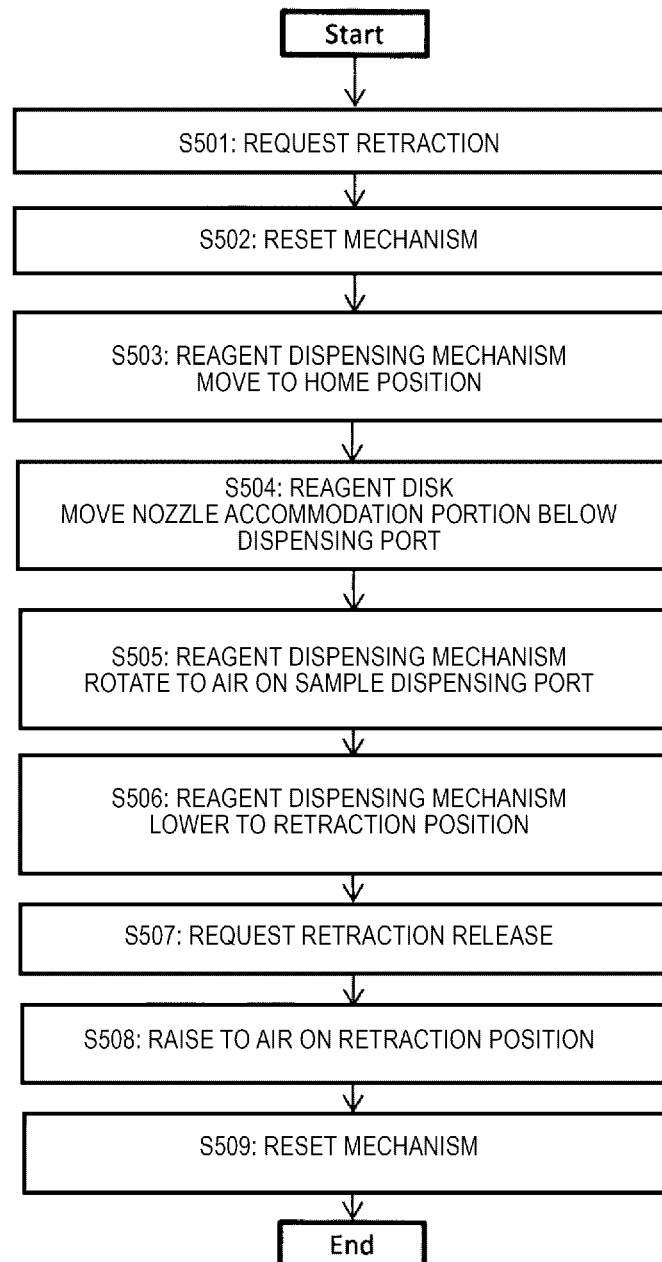 Start
S501: REQUEST RETRACTION
S502: RESET MECHANISM
S503: REAGENT DISPENSING MECHANISM
MOVE TO HOME POSITION
S504: REAGENT DISK
MOVE NOZZLE ACCOMMODATION PORTION BELOW
DISPENSING PORT
S505: REAGENT DISPENSING MECHANISM
ROTATE TO AIR ON SAMPLE DISPENSING PORT
S506: REAGENT DISPENSING MECHANISM
LOWER TO RETRACTION POSITION
S507: REQUEST RETRACTION RELEASE
S508: RAISE TO AIR ON RETRACTION POSITION
S509: RESET MECHANISM
End